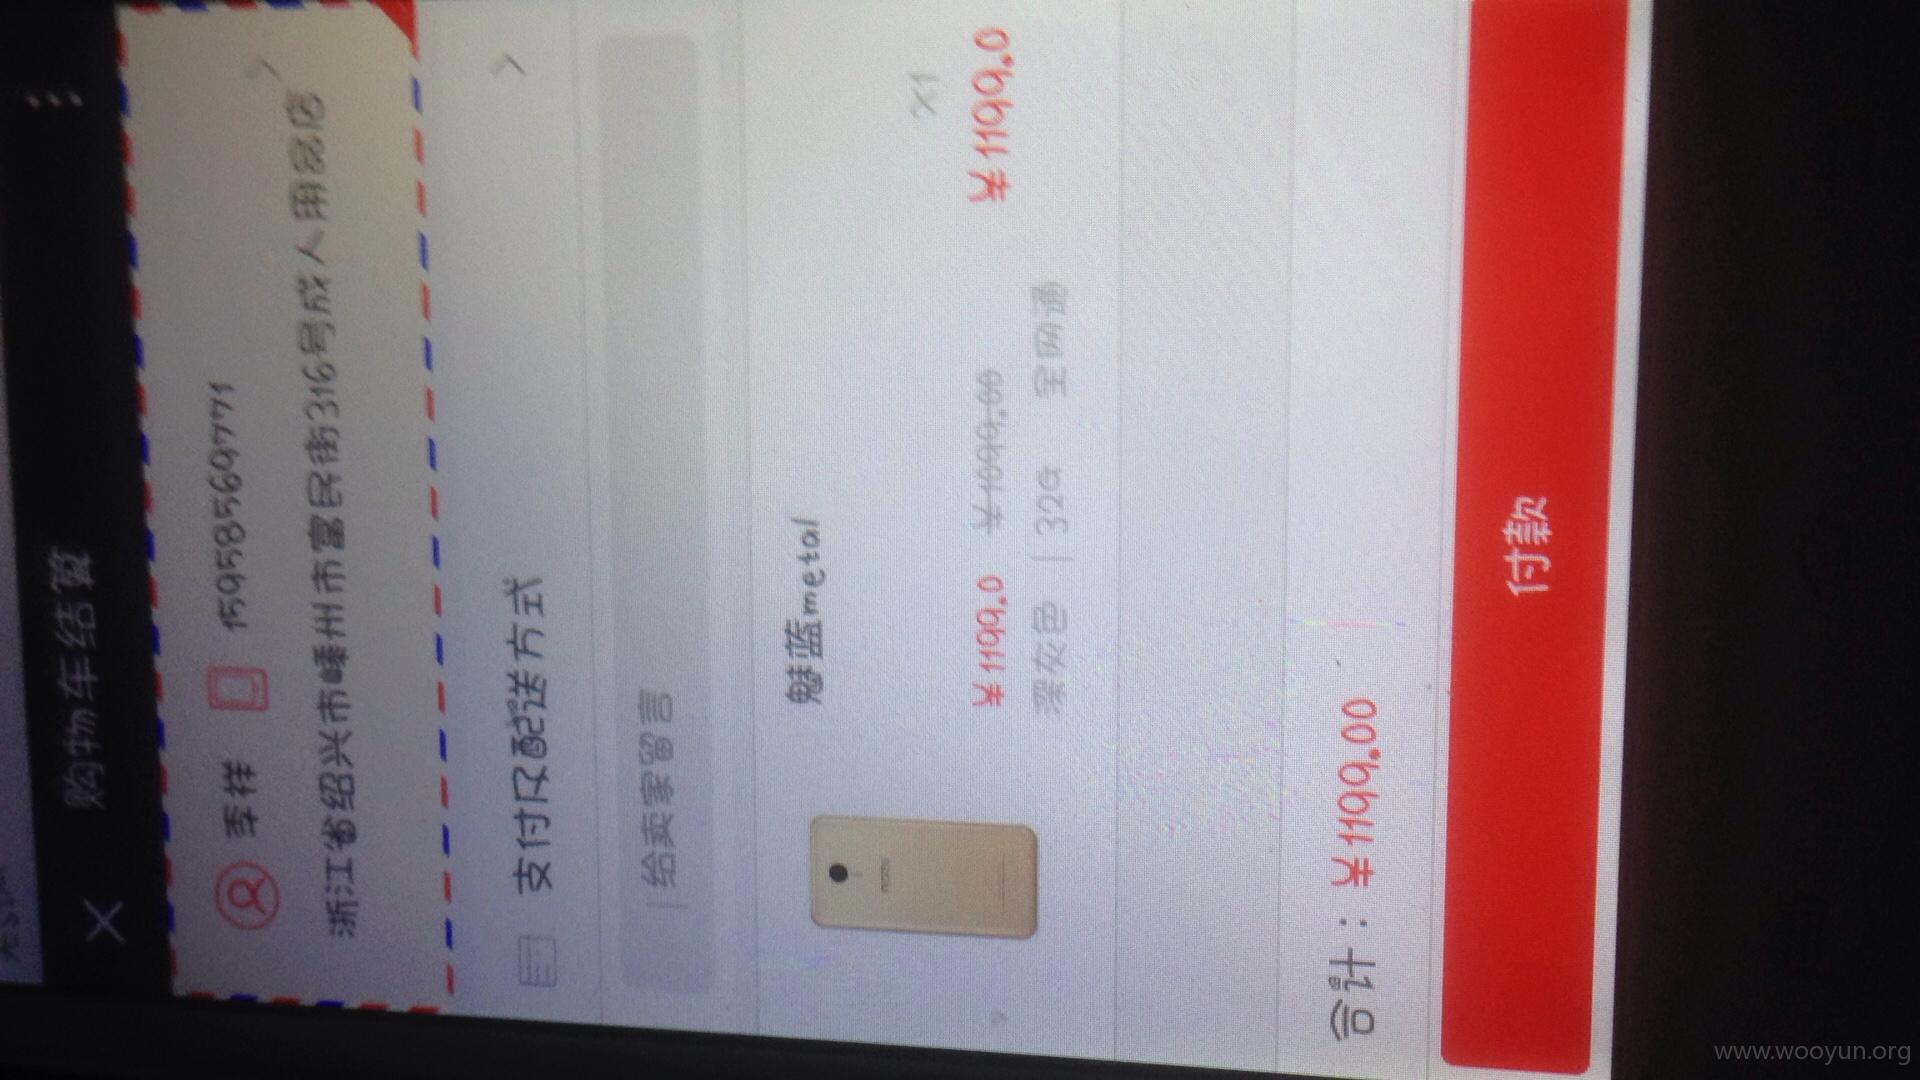 购物车结算
季祥 15958569771
浙江省绍兴市嵊州市富民街316号成人用品店
支付及配送方式
给卖家留言
魅蓝metal
X1
¥1199.0 ¥1099.00 ¥1199.0
深灰色 | 32G 全网通
合计：¥1199.00
付款
www.wooyun.org